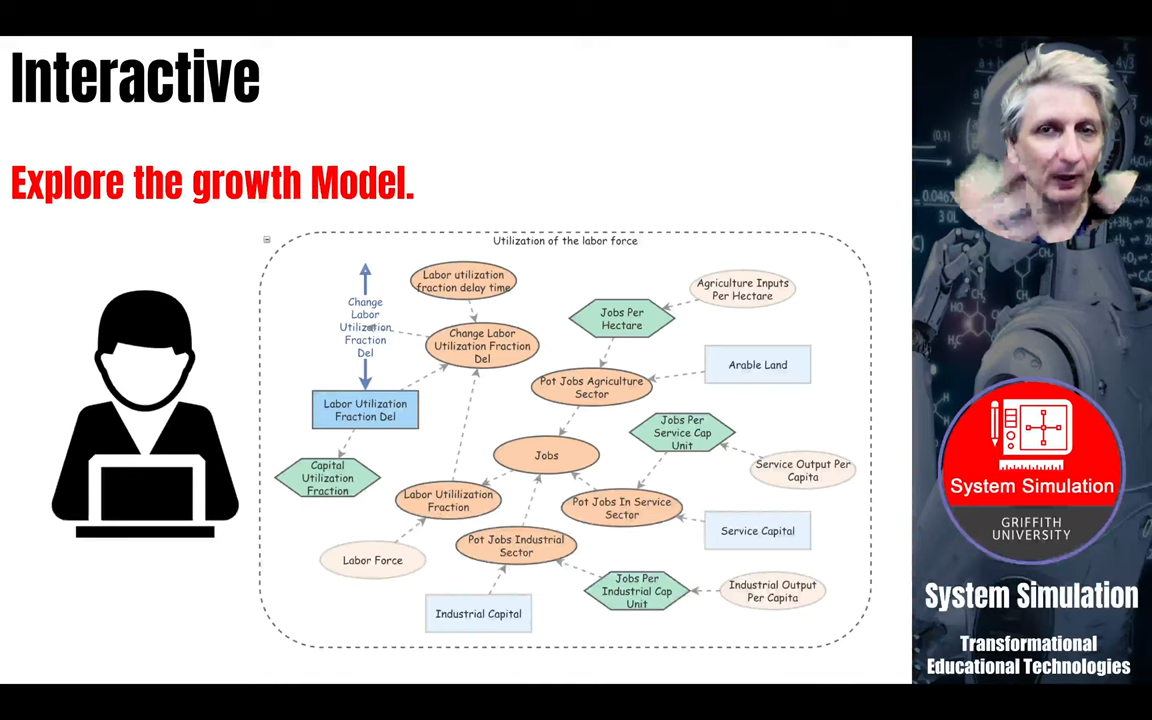 Interactive
Explore the growth Model.
Utilization of the labor force
Labor utilization
fraction delay time
Change
Labor
Utilization
Fraction
Del
Change Labor
Utilization Fraction
Del
Labor Utilization
Fraction Del
Capital
Utilization
Fraction
Labor Utililization
Fraction
Labor Force
Industrial Capital
Pot Jobs Industrial
Sector
Jobs
Jobs Per
Hectare
Agriculture Inputs
Per Hectare
Pot Jobs Agriculture
Sector
Arable Land
Jobs Per
Service Cap
Unit
Service Output Per
Capita
Pot Jobs In Service
Sector
Service Capital
Jobs Per
Industrial Cap
Unit
Industrial Output
Per Capita
System Simulation
GRIFFITH
UNIVERSITY
System Simulation
Transformational
Educational Technologies